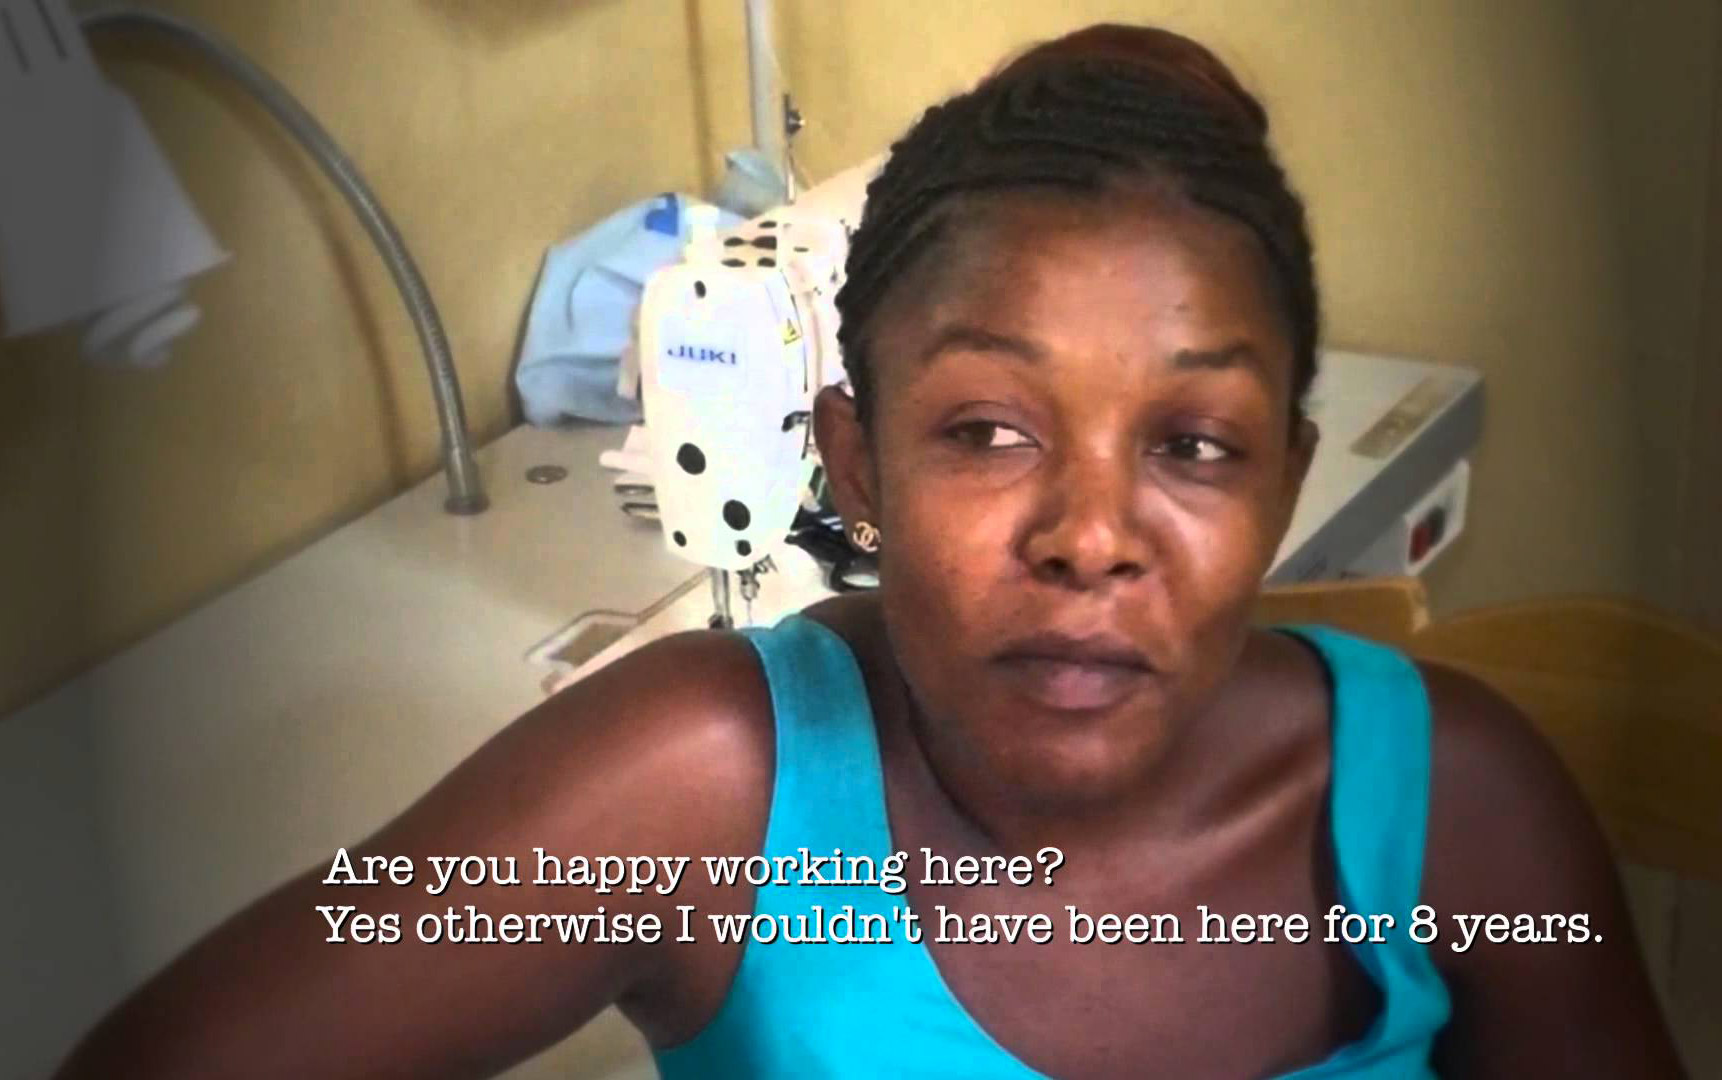 JUKI
Are you happy working here?
Yes otherwise I wouldn't have been here for 8 years.